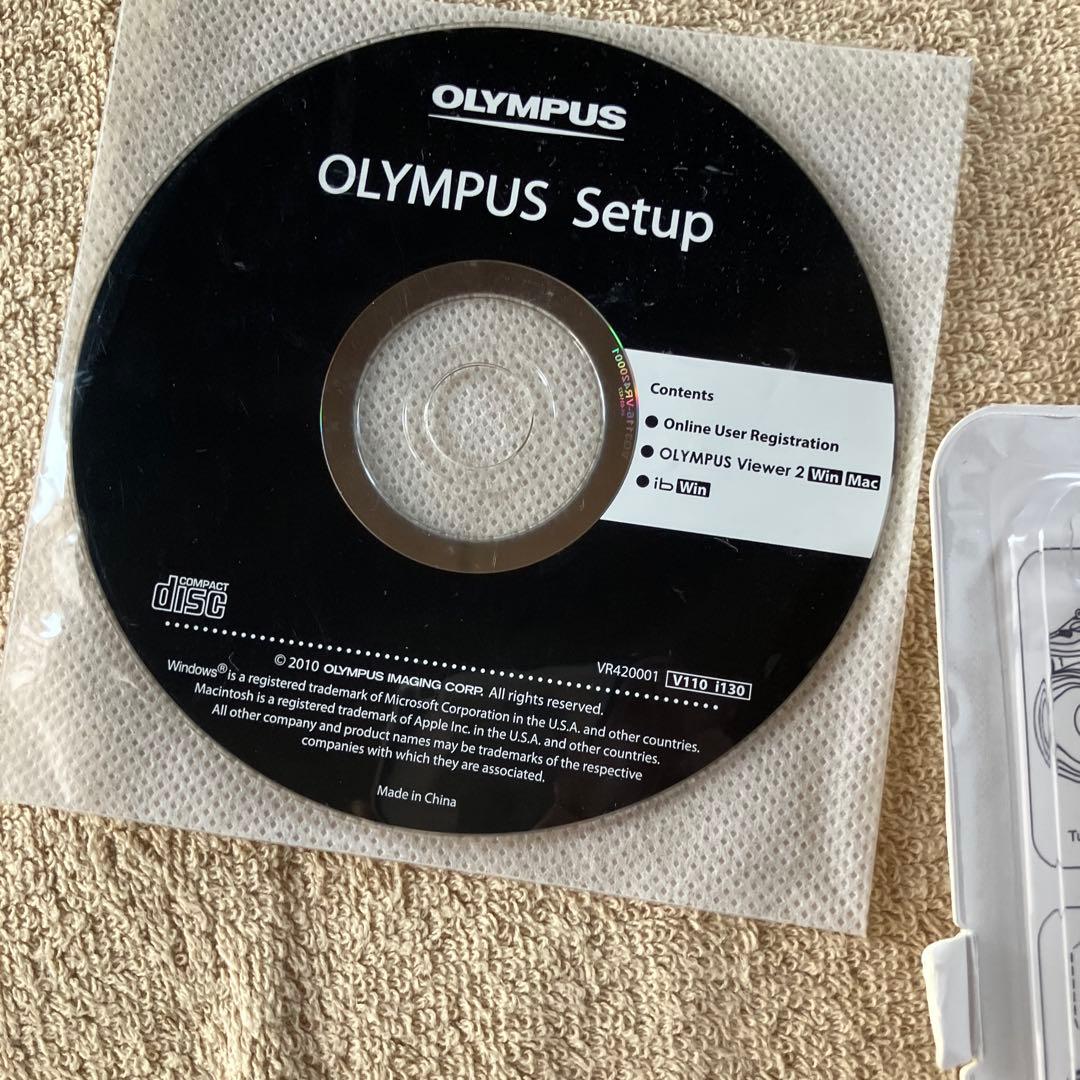 OLYMPUS
OLYMPUS Setup
Contents
● Online User Registration
● OLYMPUS Viewer 2 Win Mac
● ib Win
COMPACT
disc
© 2010 OLYMPUS IMAGING CORP. All rights reserved.
VR420001 V110 i130
Windows® is a registered trademark of Microsoft Corporation in the U.S.A. and other countries.
Macintosh is a registered trademark of Apple Inc. in the U.S.A. and other countries.
All other company and product names may be trademarks of the respective
companies with which they are associated.
Made in China